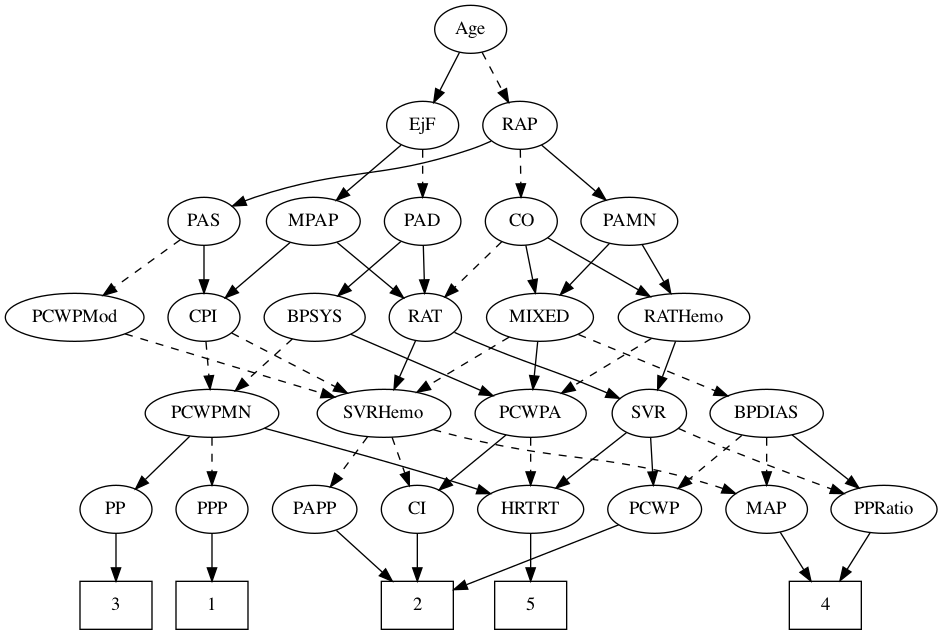 Age
EjF
RAP
PAS
MPAP
PAD
CO
PAMN
PCWPMod
CPI
BPSYS
RAT
MIXED
RATHemo
PCWPMN
SVRHemo
PCWPA
SVR
BPDIAS
PP
PPP
PAPP
CI
HRTRT
PCWP
MAP
PPRatio
3
1
2
5
4